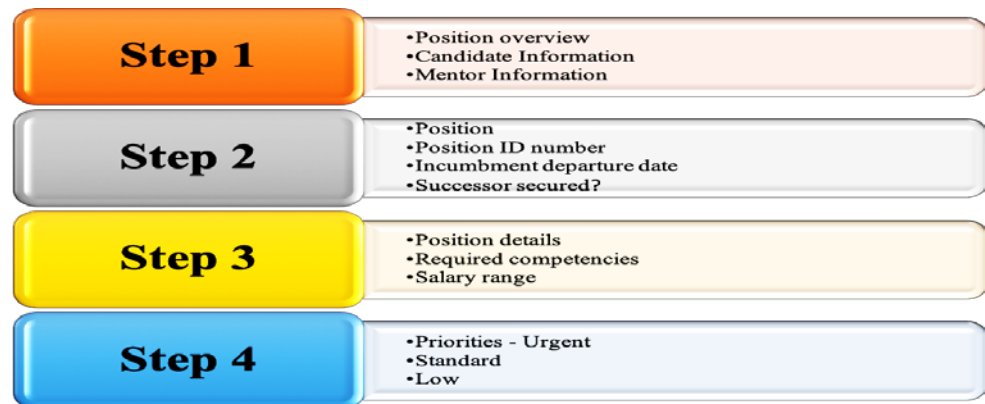 Step 1
•Position overview
•Candidate Information
•Mentor Information
Step 2
•Position
•Position ID number
•Incumbment departure date
•Successor secured?
Step 3
•Position details
•Required competencies
•Salary range
Step 4
•Priorities - Urgent
•Standard
•Low